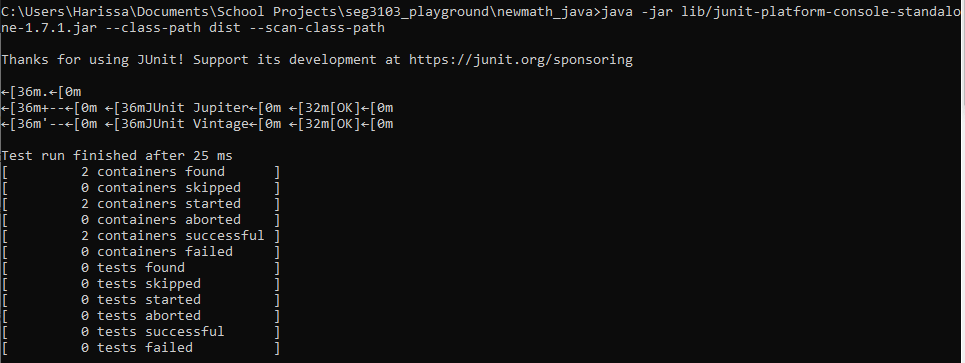 C:\Users\Harissa\Documents\School Projects\seg3103_playground\newmath_java>java -jar lib/junit-platform-console-standalo
ne-1.7.1.jar --class-path dist --scan-class-path
Thanks for using JUnit! Support its development at https://junit.org/sponsoring
←[36m.←[0m
←[36m+--←[0m ←[36mJUnit Jupiter←[0m ←[32m[OK]←[0m
←[36m'--←[0m ←[36mJUnit Vintage←[0m ←[32m[OK]←[0m
Test run finished after 25 ms
[         2 containers found      ]
[         0 containers skipped    ]
[         2 containers started    ]
[         0 containers aborted    ]
[         2 containers successful ]
[         0 containers failed     ]
[         0 tests found           ]
[         0 tests skipped         ]
[         0 tests started         ]
[         0 tests aborted         ]
[         0 tests successful      ]
[         0 tests failed          ]